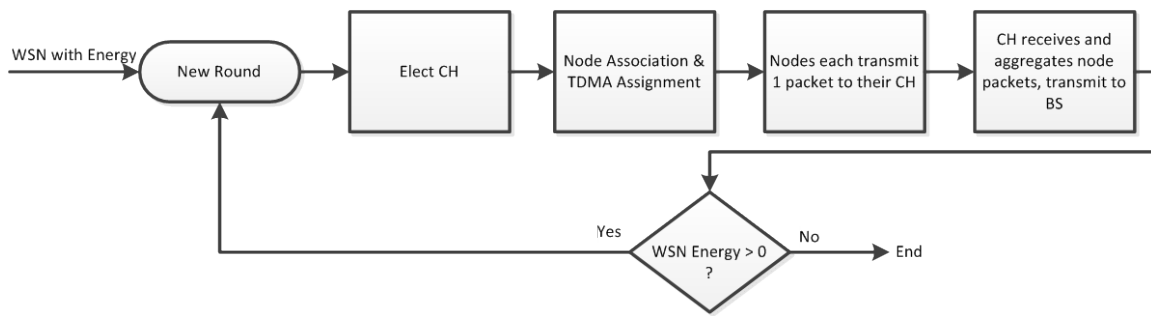 WSN with Energy
New Round
Elect CH
Node Association &
TDMA Assignment
Nodes each transmit
1 packet to their CH
CH receives and
aggregates node
packets, transmit to
BS
Yes
WSN Energy > 0
?
No
End